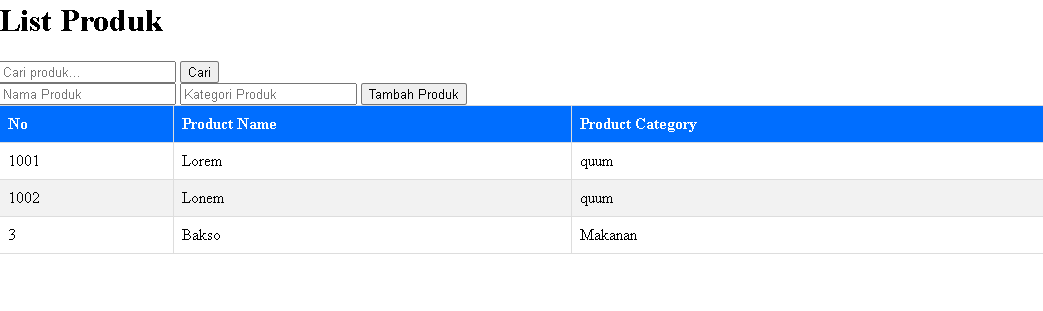 List Produk
Cari produk... Cari
Nama Produk Kategori Produk Tambah Produk
No Product Name Product Category
1001 Lorem quum
1002 Lonem quum
3 Bakso Makanan